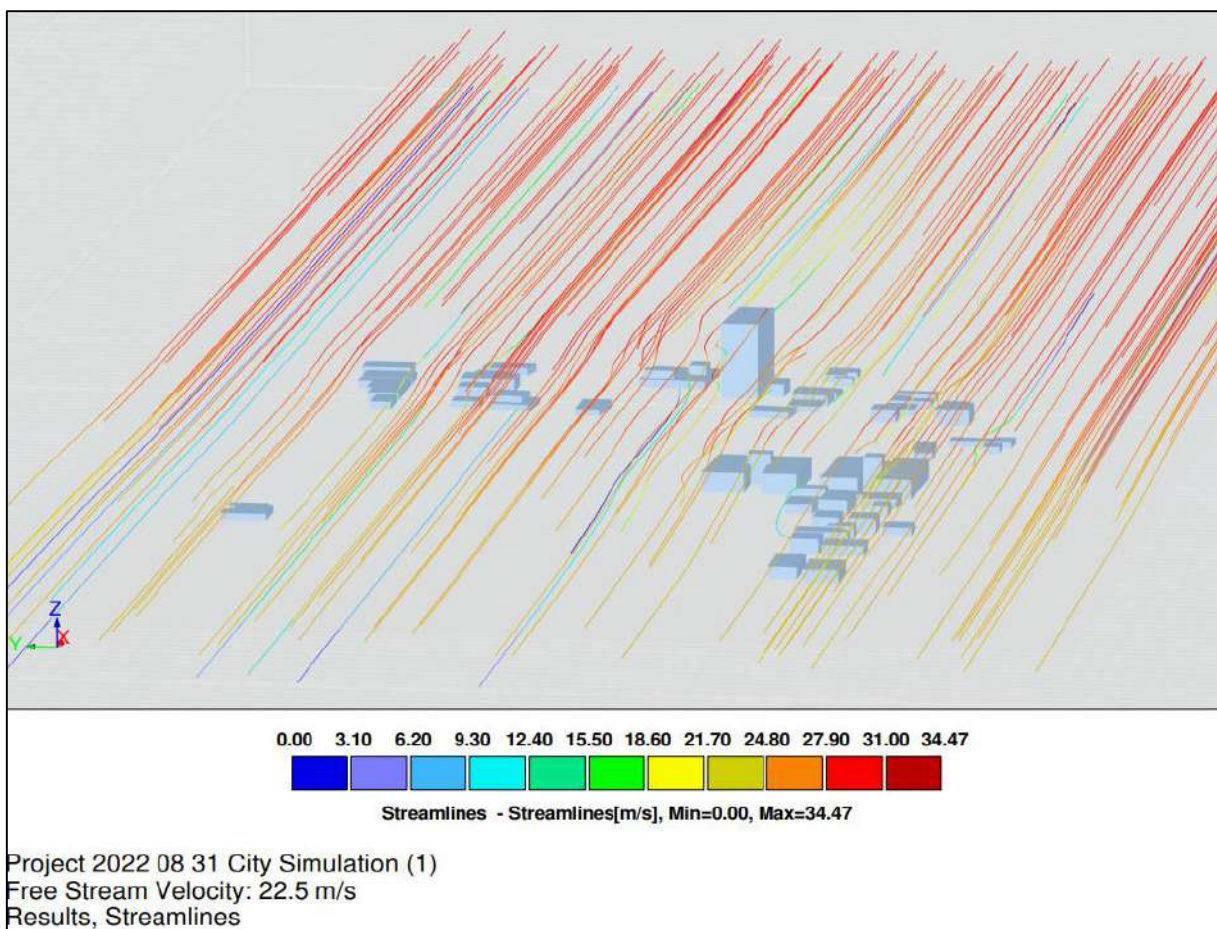 Z
Y
X
0.00 3.10 6.20 9.30 12.40 15.50 18.60 21.70 24.80 27.90 31.00 34.47
Streamlines - Streamlines[m/s], Min=0.00, Max=34.47
Project 2022 08 31 City Simulation (1)
Free Stream Velocity: 22.5 m/s
Results, Streamlines